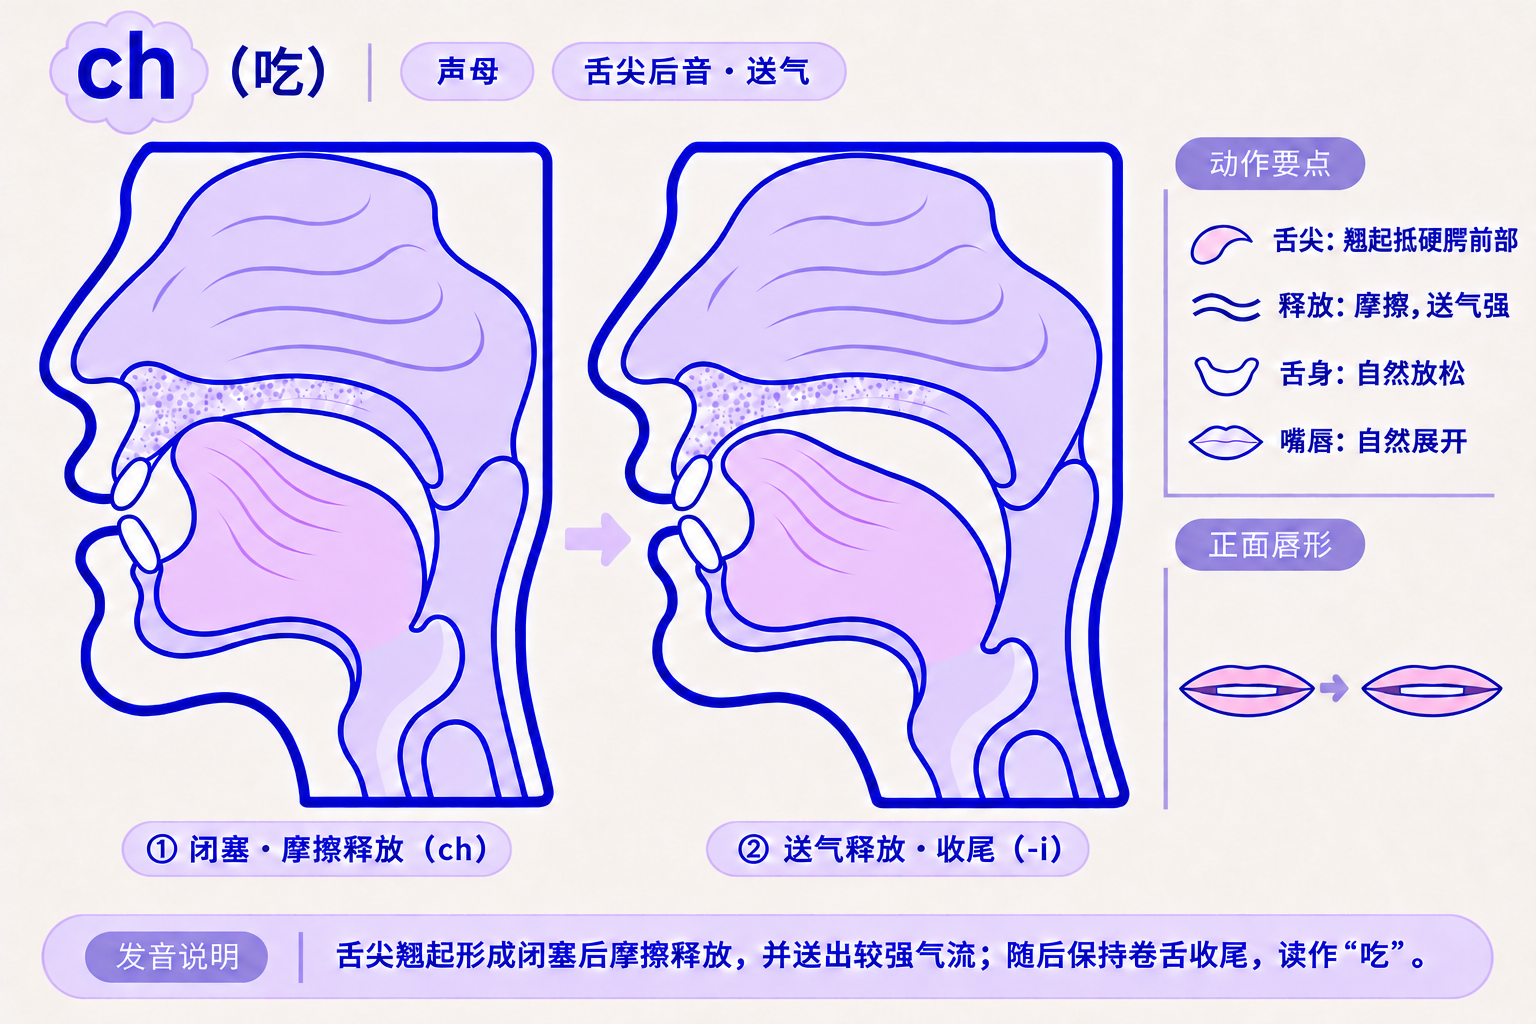 ch（吃）
声母
舌尖后音·送气
动作要点
舌尖：翘起抵硬腭前部
释放：摩擦，送气强
舌身：自然放松
嘴唇：自然展开
正面唇形
① 闭塞·摩擦释放（ch）
② 送气释放·收尾（-i）
发音说明
舌尖翘起形成闭塞后摩擦释放，并送出较强气流；随后保持卷舌收尾，读作“吃”。